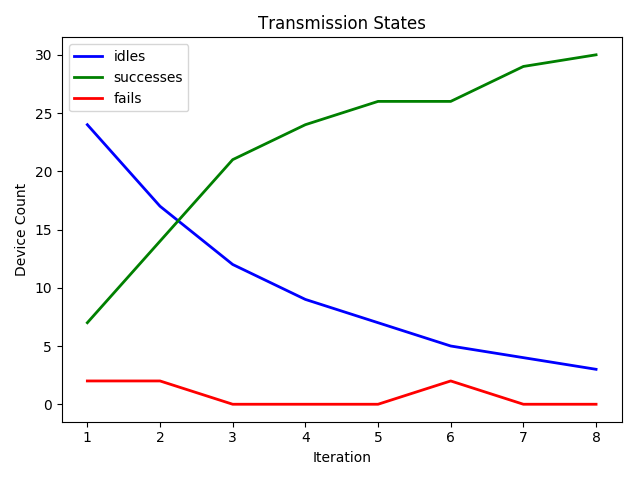 Transmission States
idles
successes
fails
Device Count
30
25
20
15
10
5
0
1 2 3 4 5 6 7 8
Iteration